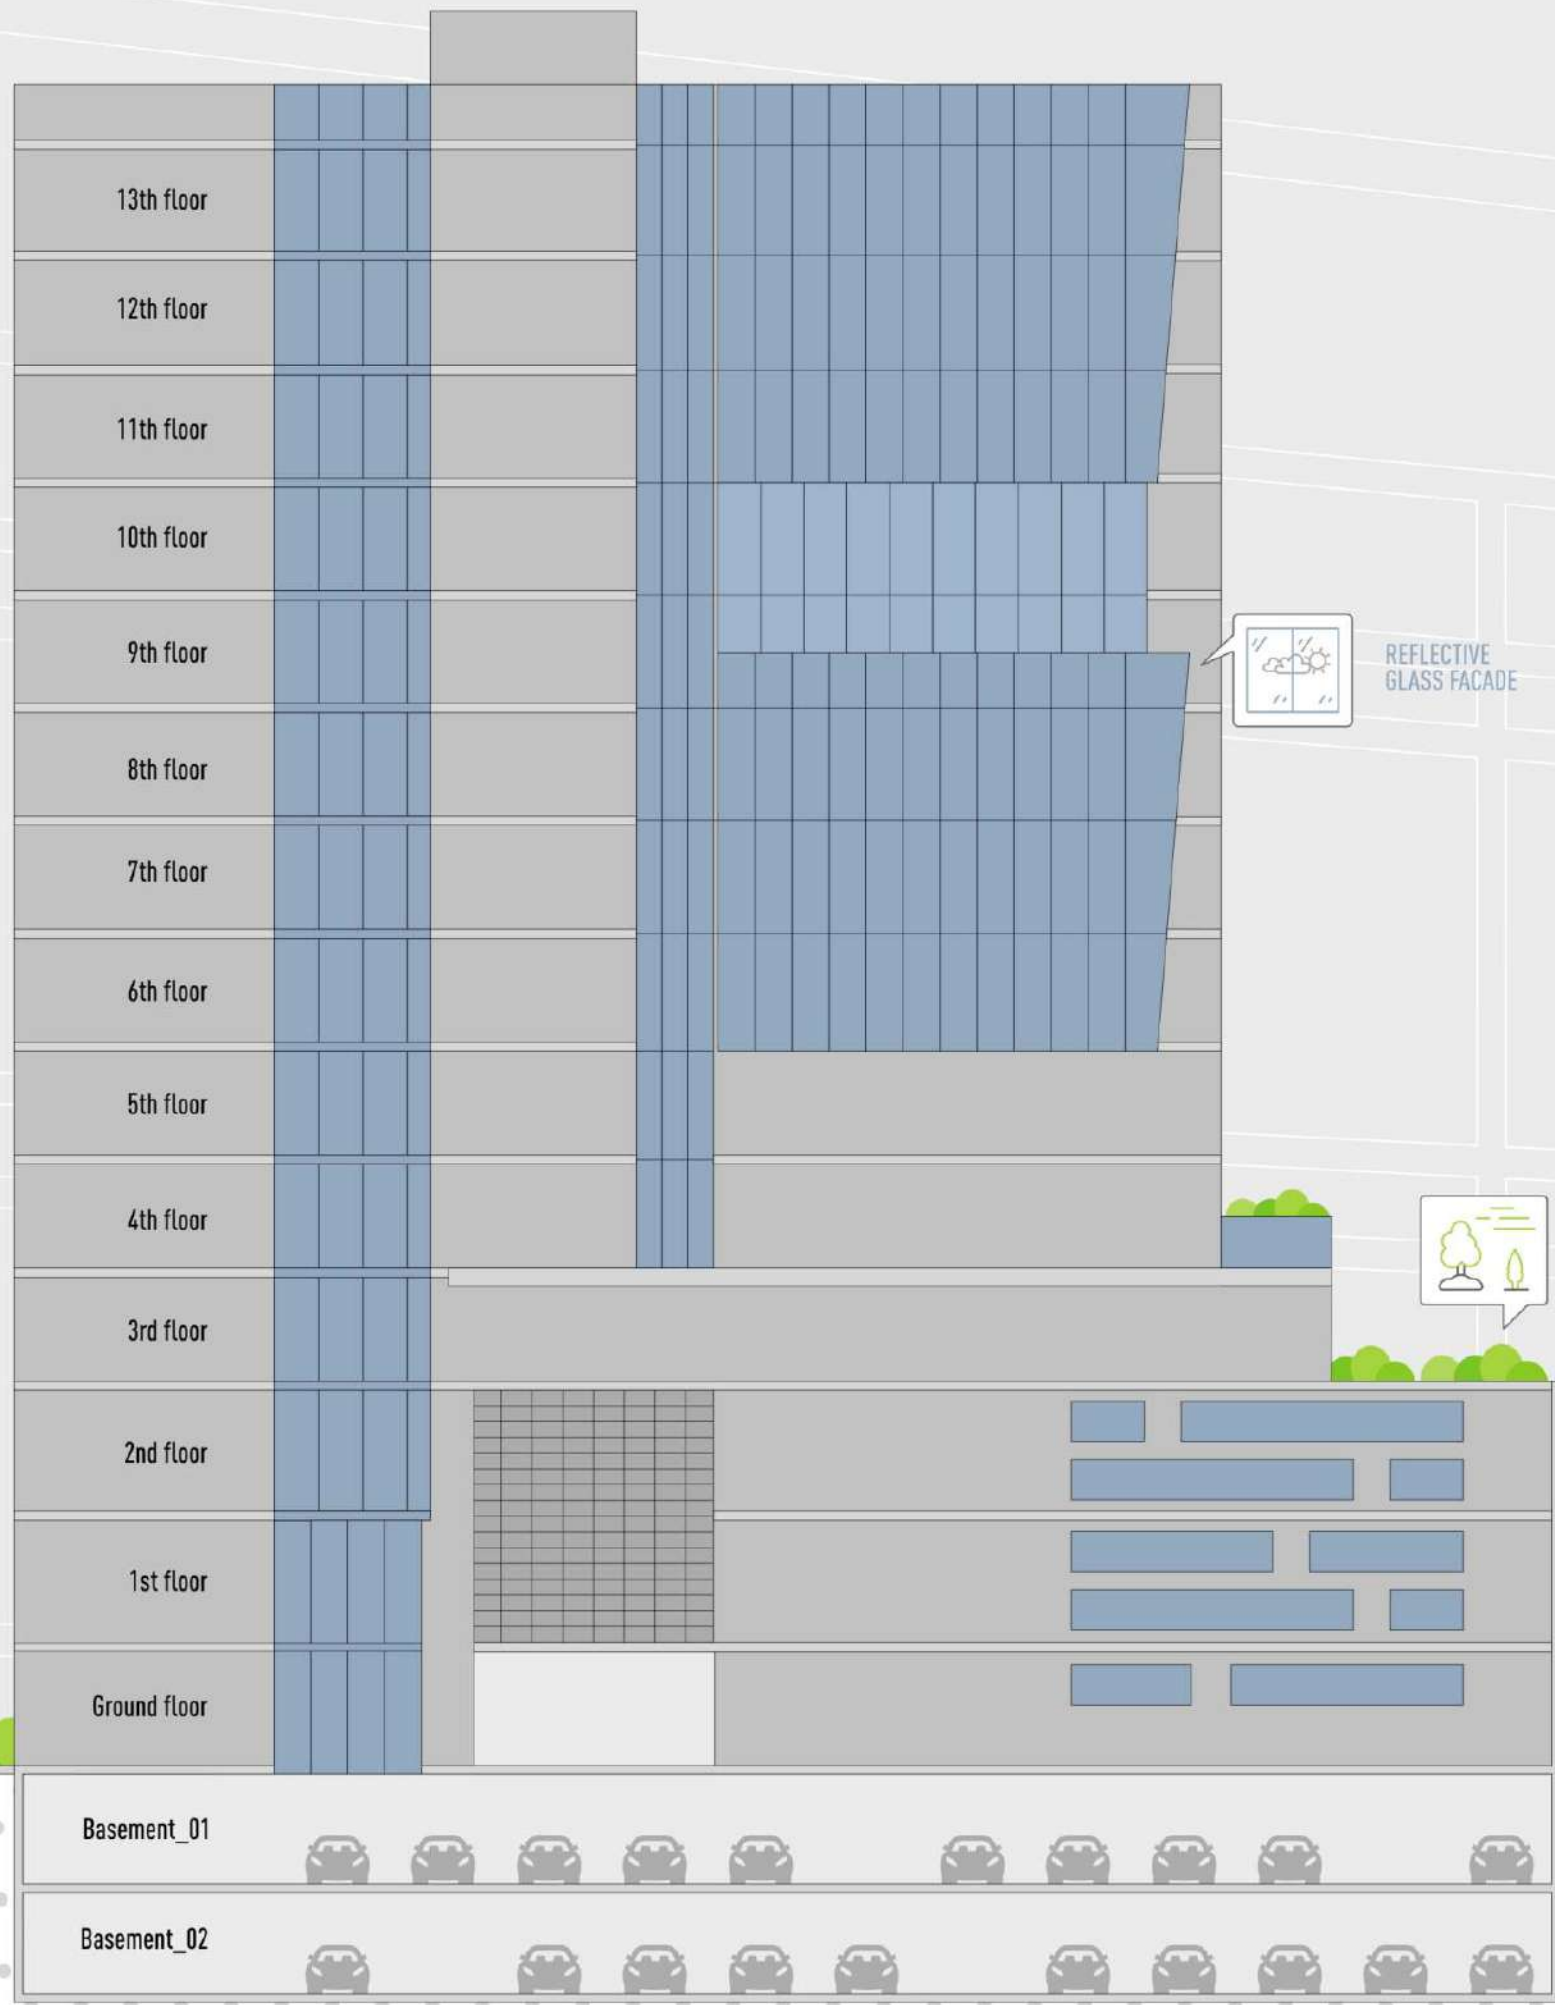 13th floor
12th floor
11th floor
10th floor
9th floor
REFLECTIVE
GLASS FACADE
8th floor
7th floor
6th floor
5th floor
4th floor
3rd floor
2nd floor
1st floor
Ground floor
Basement_01
Basement_02